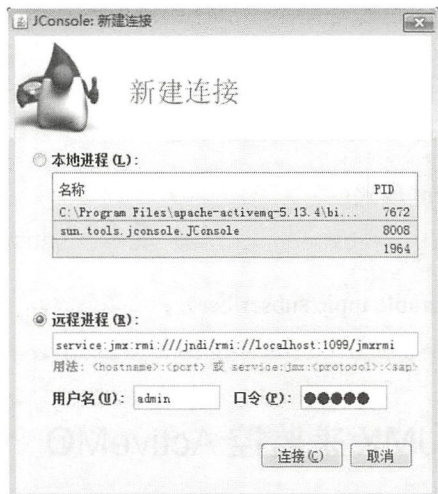 JConsole: 新建连接
新建连接
本地进程(L):
名称 PID
C:\Program Files\apache-activemq-5.13.4\bi... 7672
sun.tools.jconsole.JConsole 8008
1964
远程进程(R):
service:jmx:rmi:///jndi/rmi://localhost:1099/jmxrmi
用法: <hostname>:<port> 或 service:jmx:<protocol>:<sap>
用户名(U): admin 口令(P): ●●●●●
连接(C) 取消